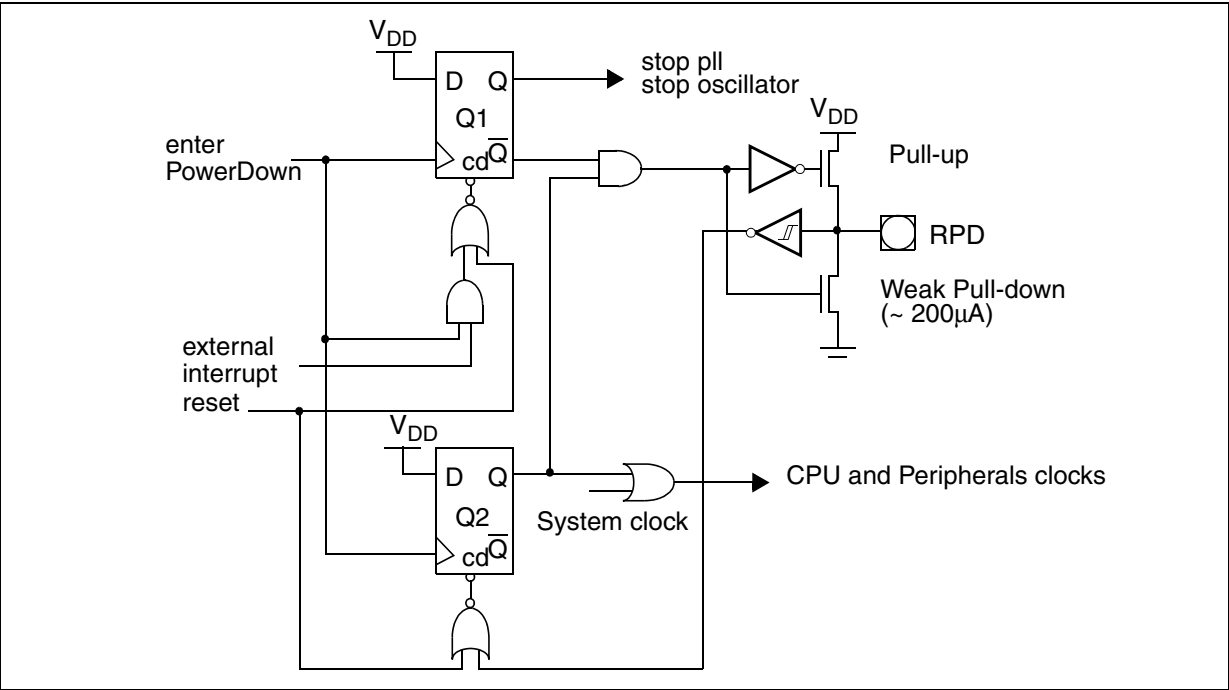 VDD
D Q
Q1
cd Q̅
stop pll
stop oscillator
enter
PowerDown
VDD
Pull-up
RPD
Weak Pull-down
(~ 200μA)
external
interrupt
reset
VDD
D Q
Q2
cd Q̅
System clock
CPU and Peripherals clocks